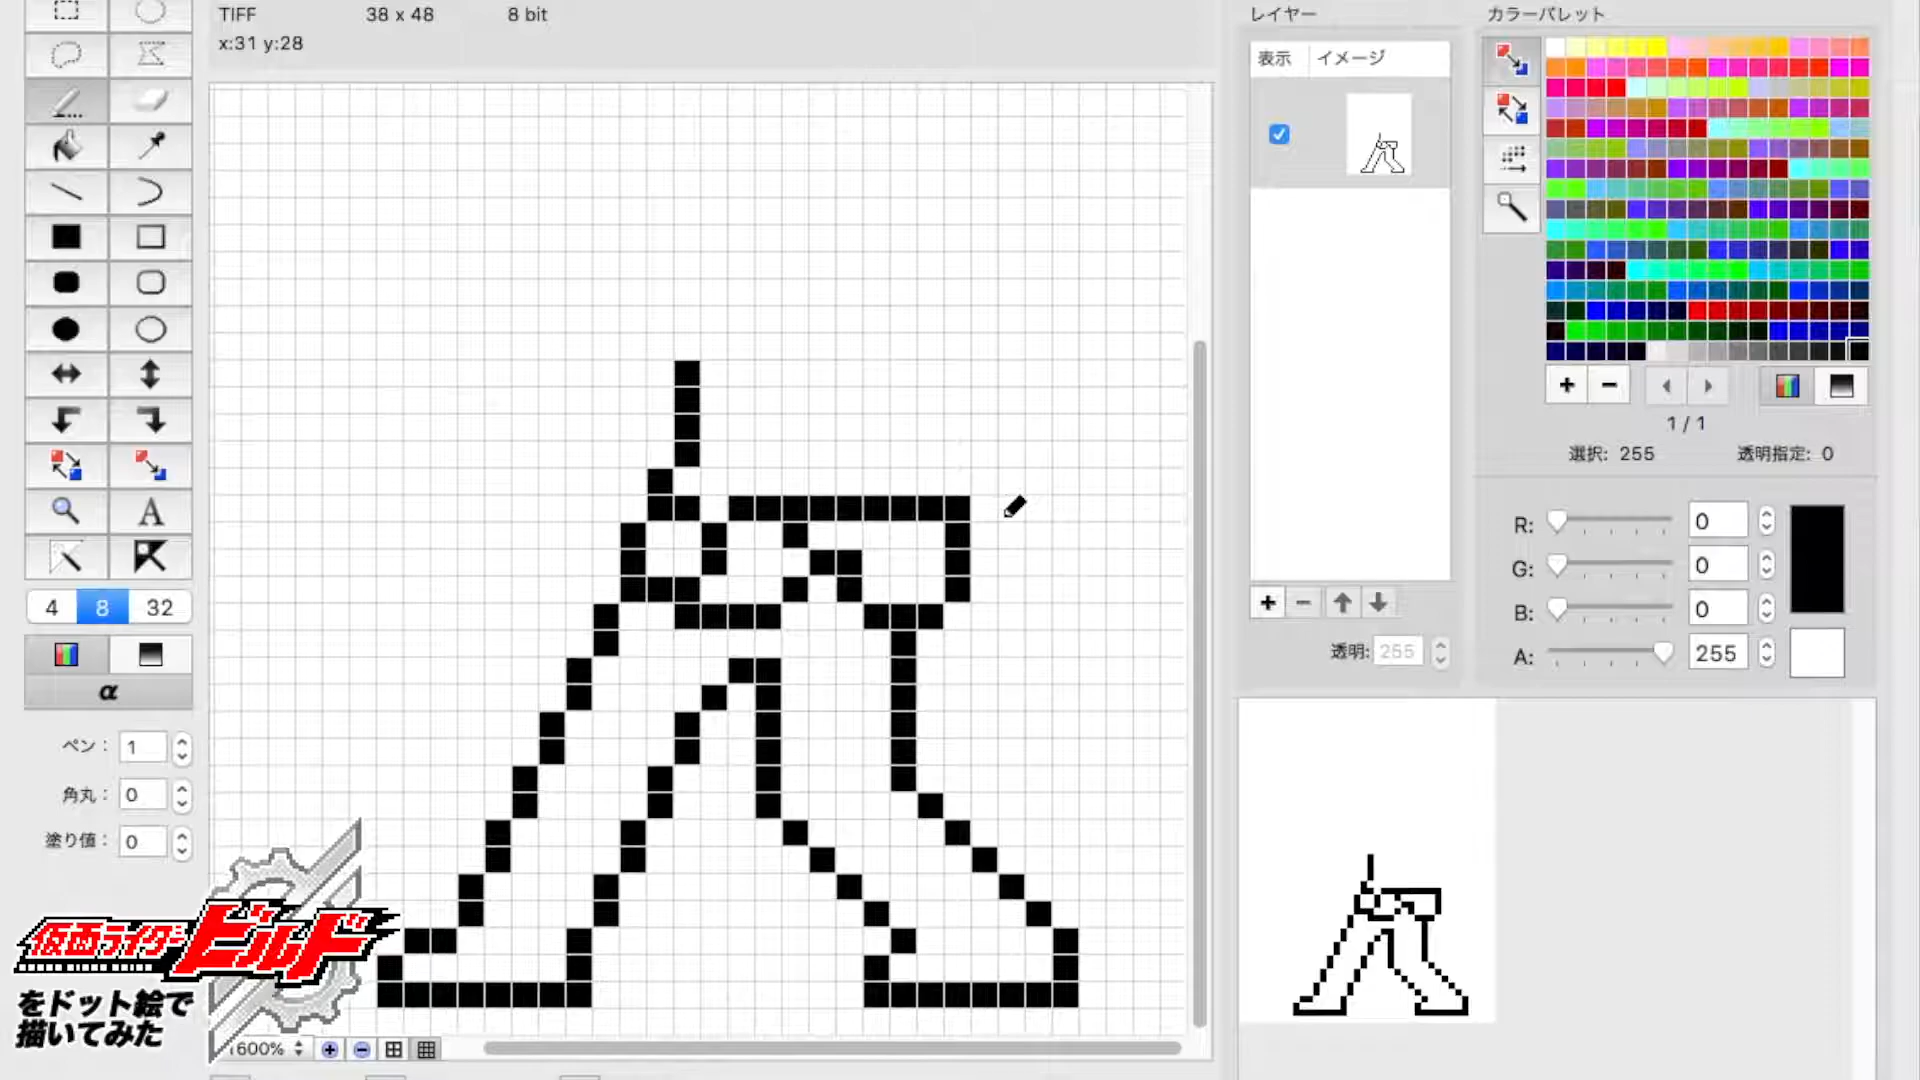 TIFF 38 x 48 8 bit
x:31 y:28
レイヤー
表示 イメージ
カラーパレット
1 / 1
選択: 255 透明指定: 0
R: 0
G: 0
B: 0
A: 255
透明: 255
4 8 32
α
ペン: 1
角丸: 0
塗り値: 0
1600%
仮面ライダービルド
をドット絵で
描いてみた